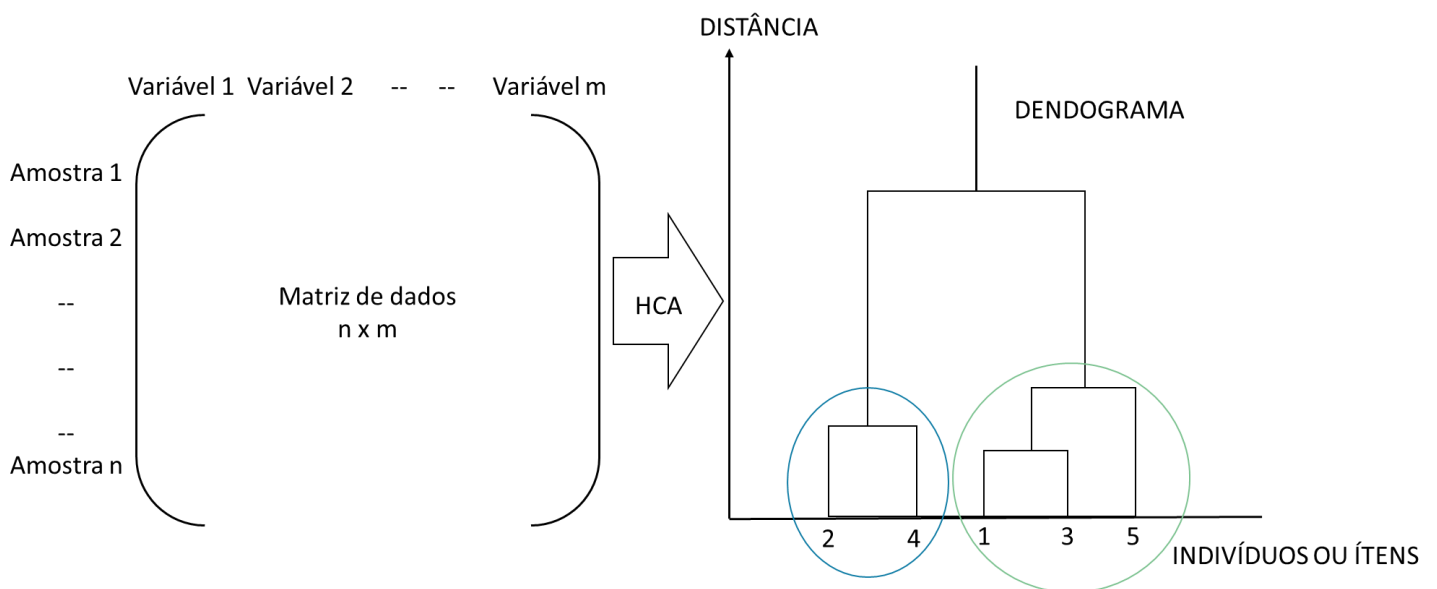 DISTÂNCIA
Variável 1 Variável 2 -- -- Variável m
DENDOGRAMA
Amostra 1
Amostra 2
--
Matriz de dados
n x m
HCA
--
--
Amostra n
2 4 1 3 5
INDIVÍDUOS OU ÍTENS